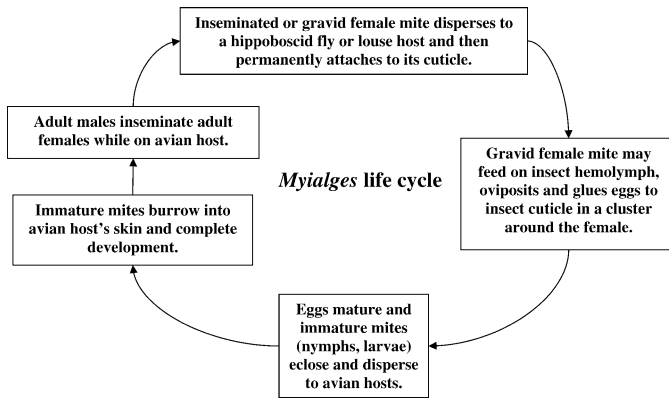 Inseminated or gravid female mite disperses to
a hippoboscid fly or louse host and then
permanently attaches to its cuticle.
Adult males inseminate adult
females while on avian host.
Gravid female mite may
feed on insect hemolymph,
oviposits and glues eggs to
insect cuticle in a cluster
around the female.
Myialges life cycle
Immature mites burrow into
avian host's skin and complete
development.
Eggs mature and
immature mites
(nymphs, larvae)
eclose and disperse
to avian hosts.